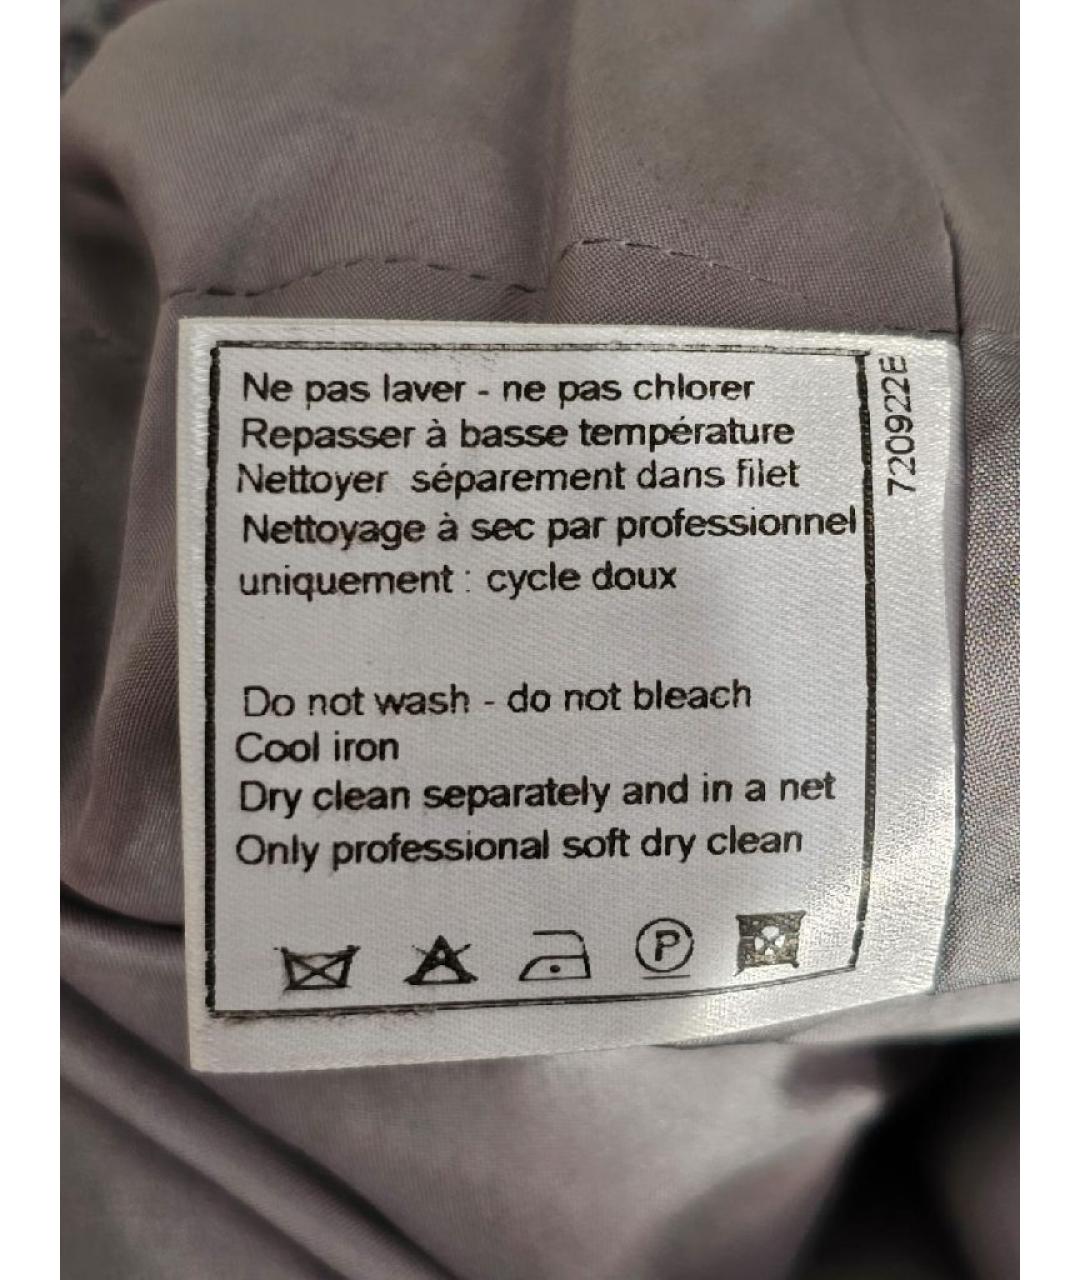 Ne pas laver - ne pas chlorer
Repasser à basse température
Nettoyer séparement dans filet
Nettoyage à sec par professionnel
uniquement : cycle doux
Do not wash - do not bleach
Cool iron
Dry clean separately and in a net
Only professional soft dry clean
P
720922E